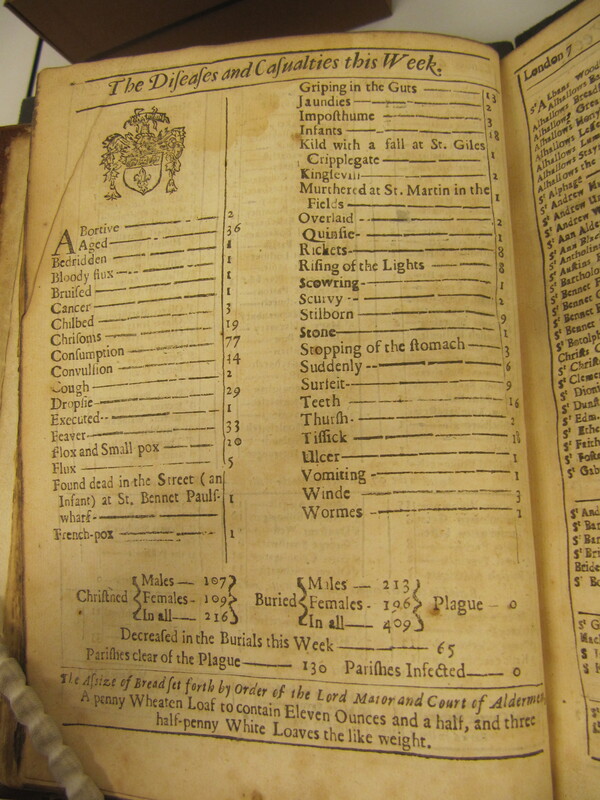 The Diſeaſes and Caſualties this Week.
ABortive 2
Aged 36
Bedridden 1
Bloody flux 1
Bruiſed 1
Cancer 1
Chilbed 3
Chriſoms 19
Conſumption 77
Convulſion
Cough 2
Dropſie 29
Executed 1
Feaver 33
Flox and Small pox 10
Flux 5
Found dead in the Street (an
Infant) at St. Bennet Paulſ-
wharf 1
French-pox 1
Griping in the Guts 13
Jaundies 2
Impoſthume 3
Infants 18
Kild with a fall at St. Giles
Cripplegate 1
Kingſevil 1
Murthered at St. Martin in the
Fields 1
Overlaid 2
Quinſie 1
Rickets 8
Riſing of the Lights 8
Scowring 1
Scurvy 2
Stilborn 9
Stone 1
Stopping of the ſtomach 3
Suddenly 6
Surfeit 9
Teeth 16
Thruſh 2
Tiſſick
Ulcer 1
Vomiting 1
Winde 3
Wormes 1
Chriſtned { Males — 107 Females - 109 In all — 216 } Buried { Males — 213 Females - 196 In all — 409 } Plague - 0
Decreaſed in the Burials this Week — 65
Pariſhes clear of the Plague — 130 Pariſhes Infected — 0
The Aſſize of Bread ſet forth by Order of the Lord Maior and Court of Aldermen,
A penny Wheaten Loaf to contain Eleven Ounces and a half, and three
half-penny White Loaves the like weight.
London 7